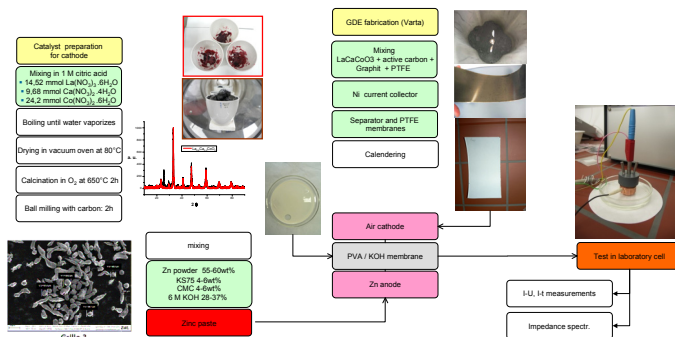 Catalyst preparation
for cathode
Mixing in 1 M citric acid
• 14,52 mmol La(NO3)3 .6H2O
• 9,68 mmol Ca(NO3)2 .4H2O
• 24,2 mmol Co(NO3)2 .6H2O
Boiling until water vaporizes
Drying in vacuum oven at 80°C
Calcination in O2 at 650°C 2h
Ball milling with carbon: 2h
GDE fabrication (Varta)
Mixing
LaCaCoO3 + active carbon +
Graphit + PTFE
Ni current collector
Separator and PTFE
membranes
Calendering
mixing
Zn powder 55-60wt%
KS75 4-6wt%
CMC 4-6wt%
6 M KOH 28-37%
Zinc paste
Air cathode
PVA / KOH membrane
Zn anode
Test in laboratory cell
I-U, I-t measurements
Impedance spectr.